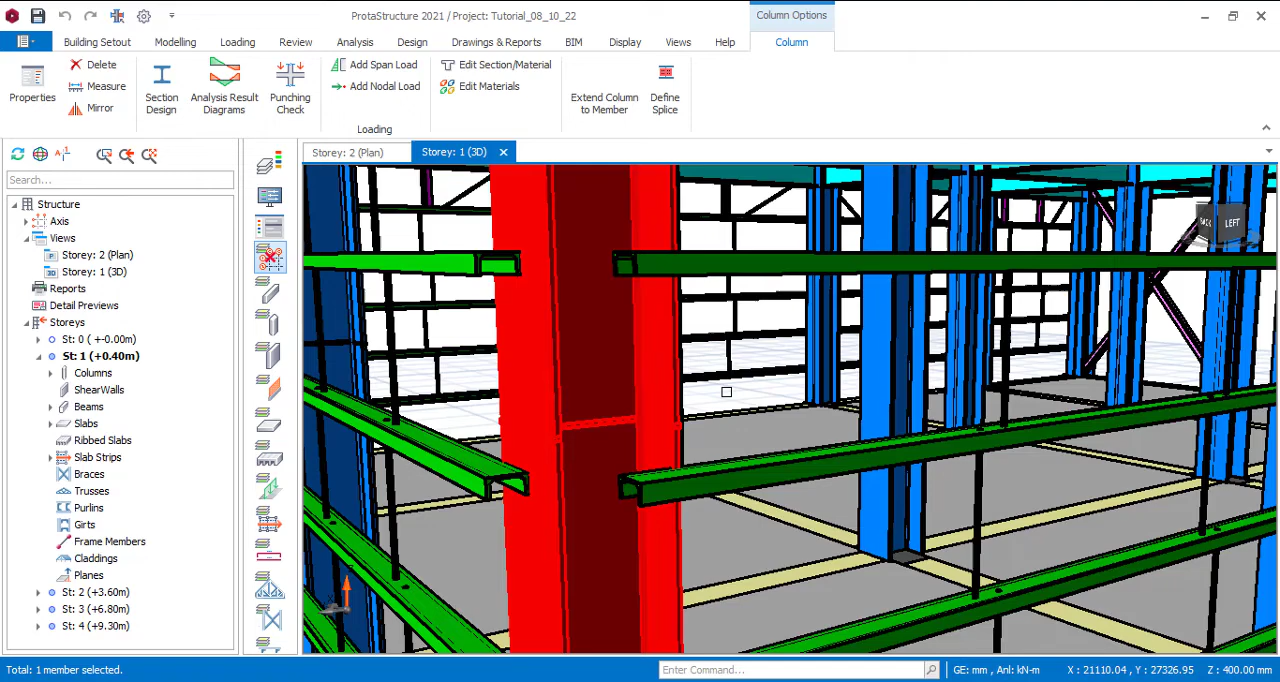 ProtaStructure 2021 / Project: Tutorial_08_10_22
Column Options
Building Setout
Modelling
Loading
Review
Analysis
Design
Drawings & Reports
BIM
Display
Views
Help
Column
Properties
Delete
Measure
Mirror
Section Design
Analysis Result Diagrams
Punching Check
Add Span Load
Add Nodal Load
Loading
Edit Section/Material
Edit Materials
Extend Column to Member
Define Splice
Search...
Storey: 2 (Plan)
Storey: 1 (3D)
Structure
Axis
Views
Storey: 2 (Plan)
Storey: 1 (3D)
Reports
Detail Previews
Storeys
St: 0 ( +-0.00m)
St: 1 (+0.40m)
Columns
ShearWalls
Beams
Slabs
Ribbed Slabs
Slab Strips
Braces
Trusses
Purlins
Girts
Frame Members
Claddings
Planes
St: 2 (+3.60m)
St: 3 (+6.80m)
St: 4 (+9.30m)
LEFT
Total: 1 member selected.
Enter Command...
GE: mm , Anl: kN-m
X : 21110.04 , Y : 27326.95
Z : 400.00 mm